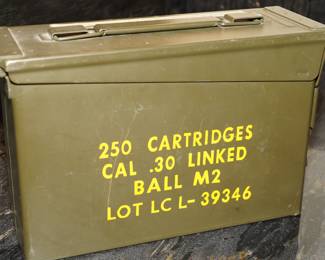 250 CARTRIDGES
CAL .30 LINKED
BALL M2
LOT LC L-39346